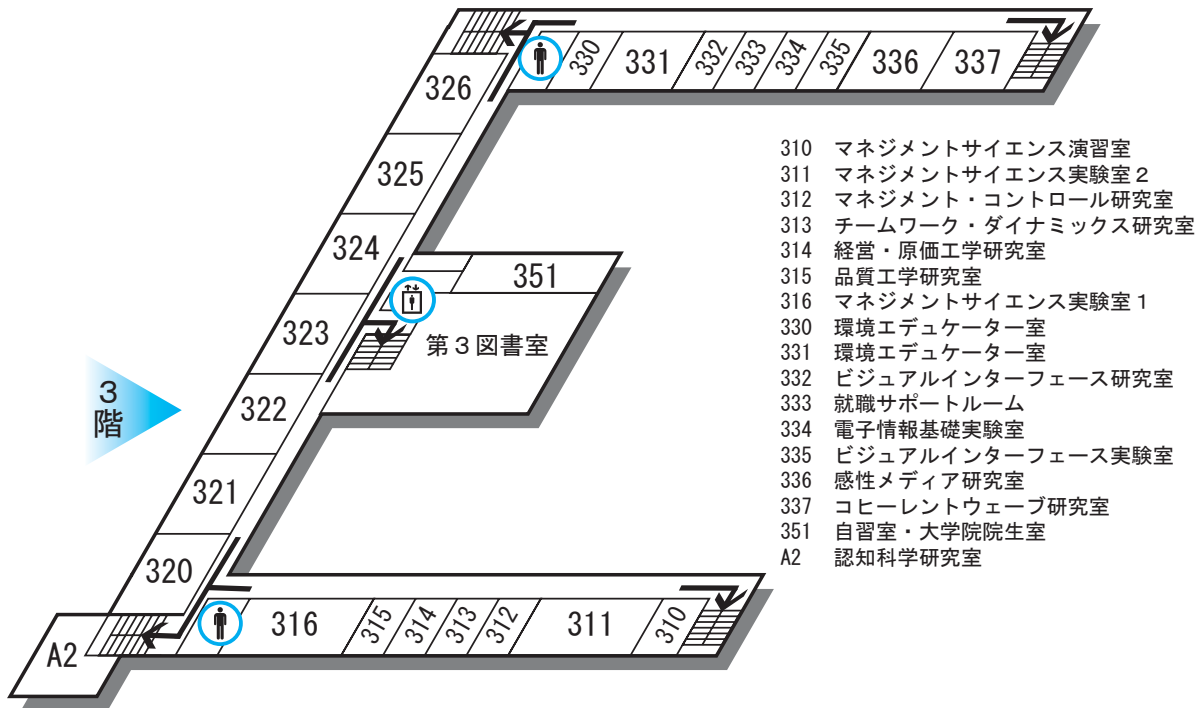 330
331
332
333
334
335
336
337
326
325
324
323
322
321
320
351
第3図書室
3
階
A2
316
315
314
313
312
311
310
310 マネジメントサイエンス演習室
311 マネジメントサイエンス実験室2
312 マネジメント・コントロール研究室
313 チームワーク・ダイナミックス研究室
314 経営・原価工学研究室
315 品質工学研究室
316 マネジメントサイエンス実験室1
330 環境エデュケーター室
331 環境エデュケーター室
332 ビジュアルインターフェース研究室
333 就職サポートルーム
334 電子情報基礎実験室
335 ビジュアルインターフェース実験室
336 感性メディア研究室
337 コヒーレントウェーブ研究室
351 自習室・大学院院生室
A2 認知科学研究室